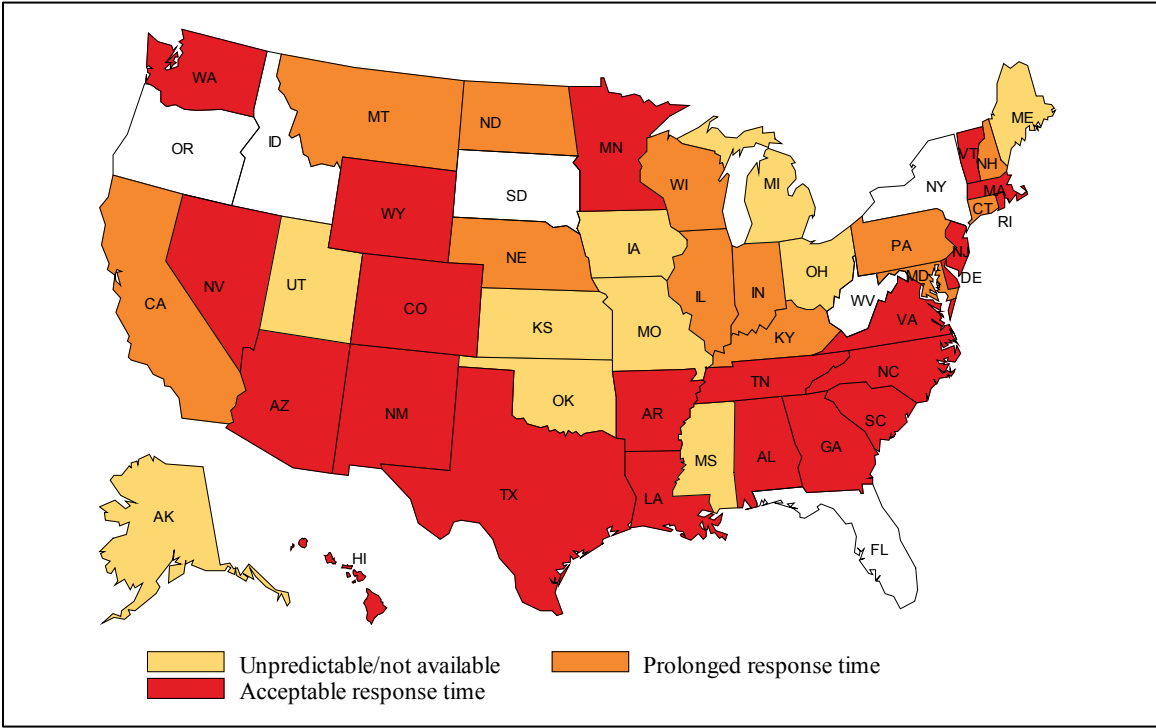 WA
MT
ND
MN
ME
OR
ID
VT
NH
WI
MI
NY
MA
SD
CT
RI
WY
PA
IA
NE
OH
NJ
MD
DE
NV
UT
IL
IN
WV
CA
CO
VA
KS
MO
KY
NC
TN
AZ
NM
OK
AR
SC
GA
MS
AL
TX
LA
AK
FL
HI
Unpredictable/not available
Prolonged response time
Acceptable response time